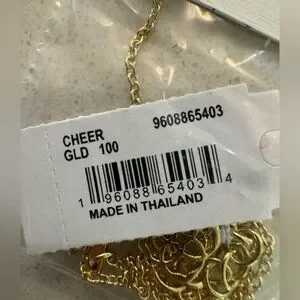 CHEER 9608865403
GLD 100
1 96088 65403 4
MADE IN THAILAND